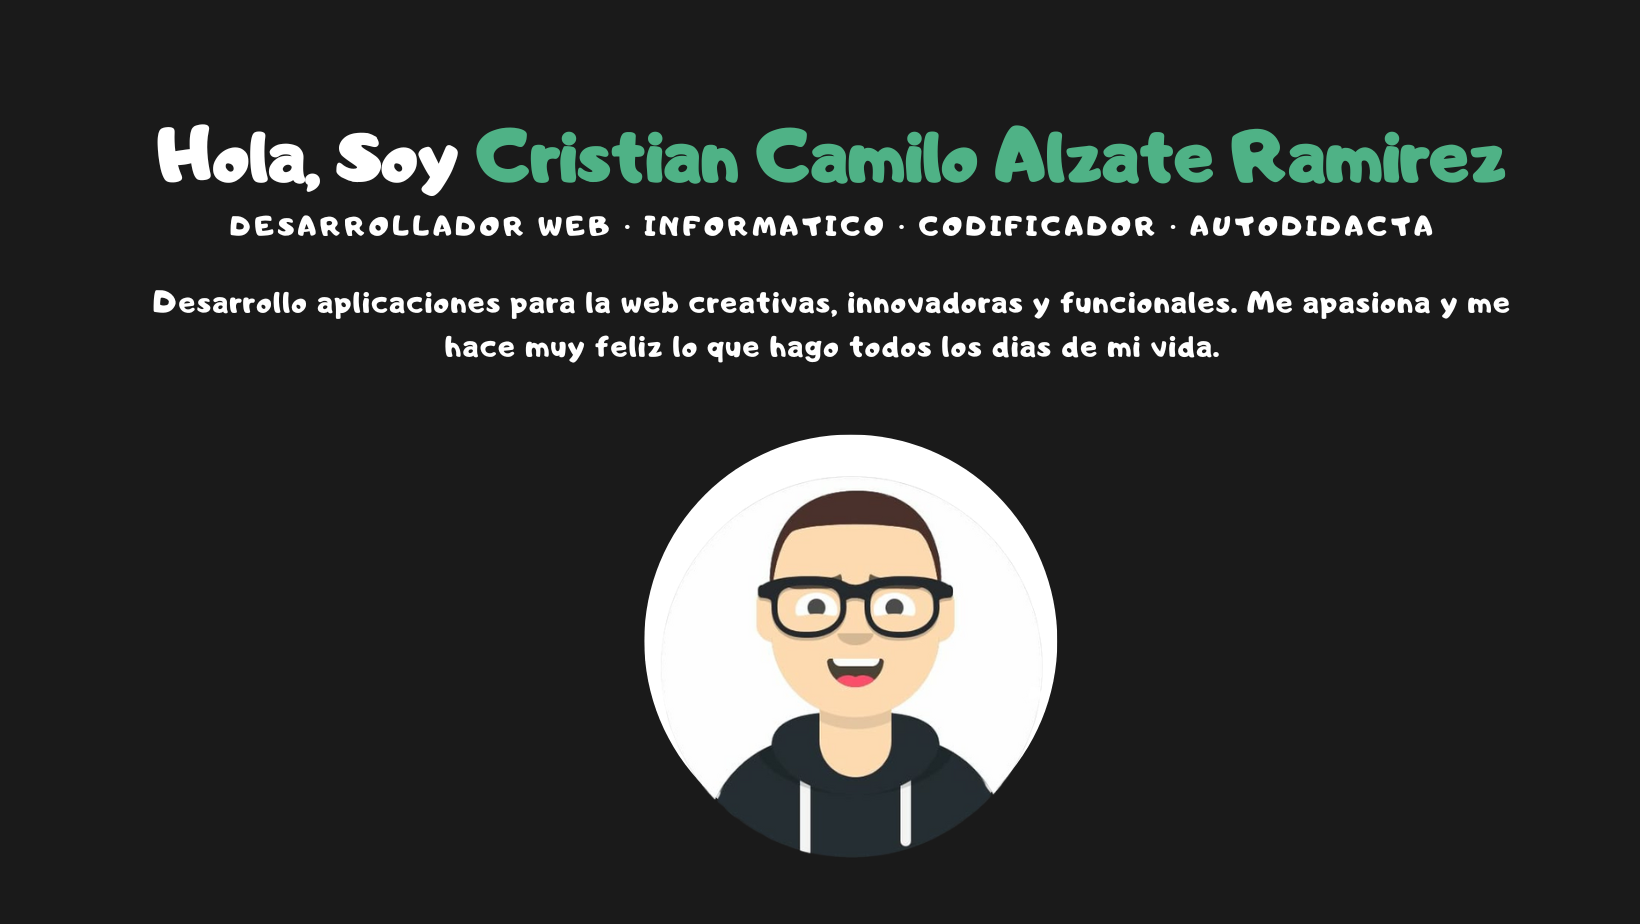 Hola, Soy Cristian Camilo Alzate Ramirez
DESARROLLADOR WEB · INFORMATICO · CODIFICADOR · AUTODIDACTA
Desarrollo aplicaciones para la web creativas, innovadoras y funcionales. Me apasiona y me
hace muy feliz lo que hago todos los dias de mi vida.